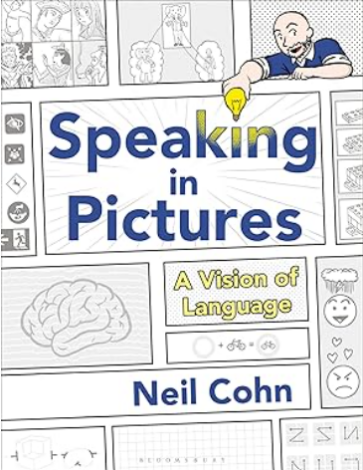 Speaking
in
Pictures
A Vision of
Language
Neil Cohn
BLOOMSBURY